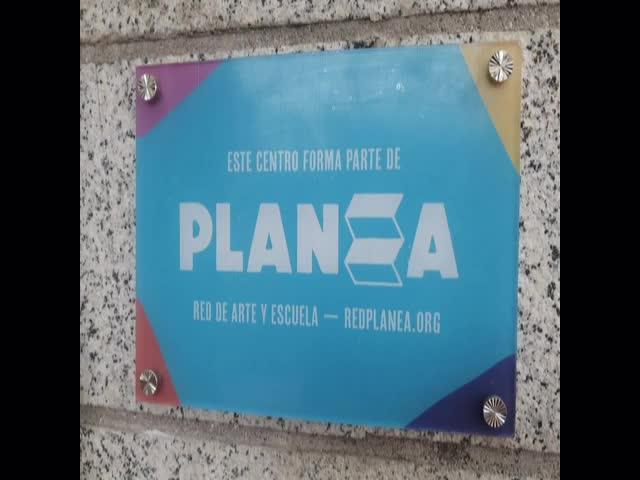 ESTE CENTRO FORMA PARTE DE
PLANEA
RED DE ARTE Y ESCUELA — REDPLANEA.ORG